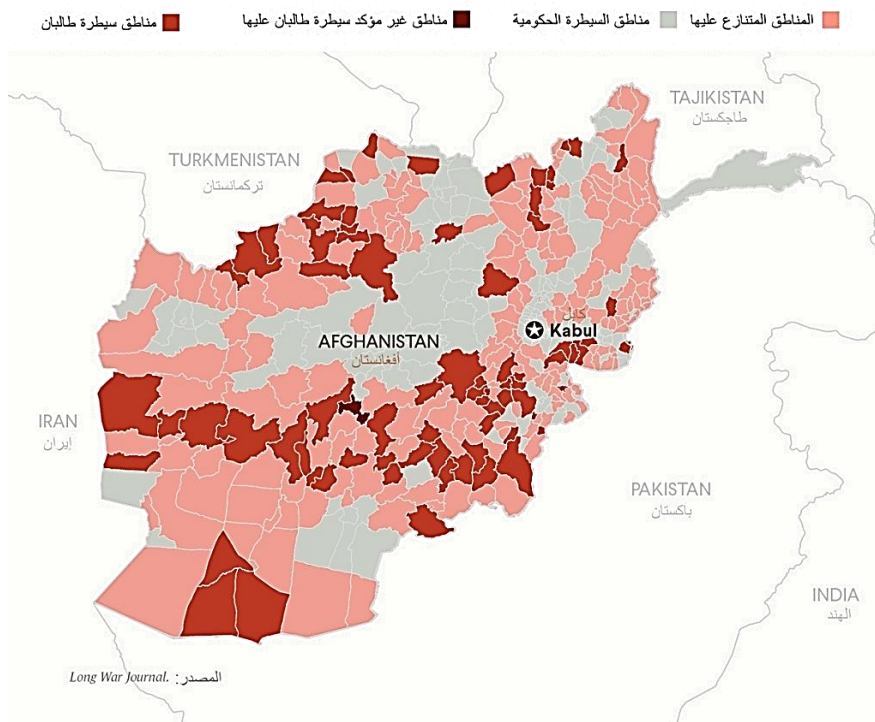 المناطق المتنازع عليها
مناطق السيطرة الحكومية
مناطق غير مؤكد سيطرة طالبان عليها
مناطق سيطرة طالبان
TAJIKISTAN
طاجكستان
TURKMENISTAN
تركمانستان
كابل
Kabul
AFGHANISTAN
أفغانستان
IRAN
إيران
PAKISTAN
باكستان
INDIA
الهند
المصدر: Long War Journal.